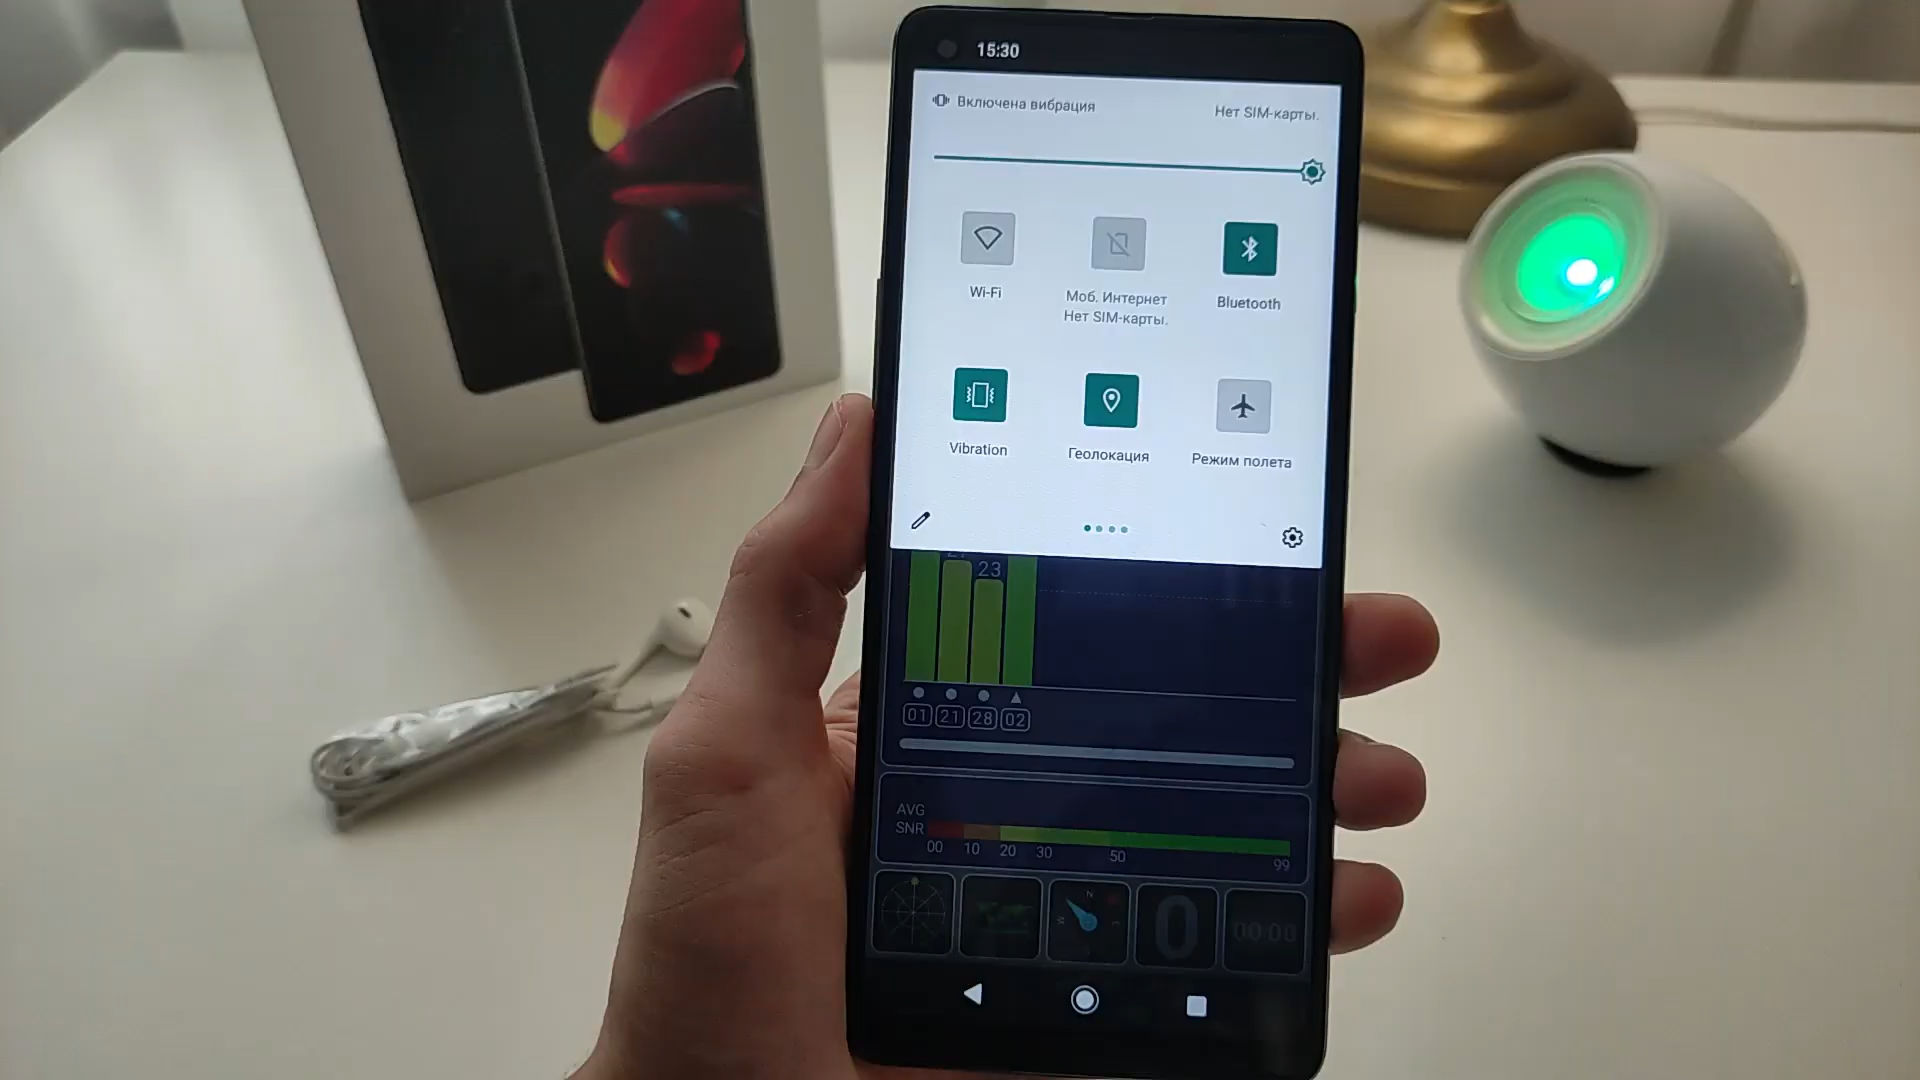 15:30
Включена вибрация
Нет SIM-карты.
Wi-Fi
Моб. Интернет
Нет SIM-карты.
Bluetooth
Vibration
Геолокация
Режим полета
23
01 21 28 02
AVG
SNR
00 10 20 30 50 99
N
0
00:00